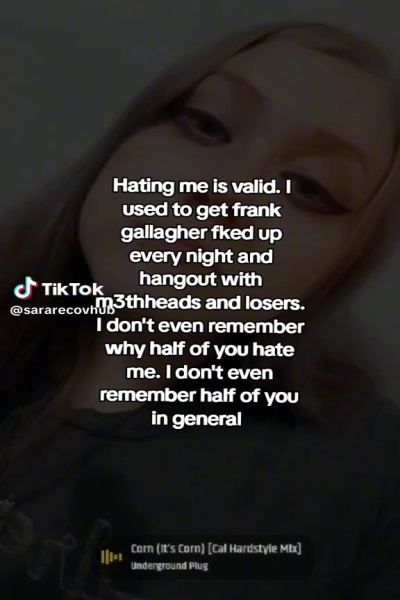 Hating me is valid. I
used to get frank
gallagher fked up
every night and
hangout with
m3thheads and losers.
I don't even remember
why half of you hate
me. I don't even
remember half of you
in general
TikTok
@sararecovhub
Corn (It's Corn) [Cal Hardstyle Mix]
Underground Plug